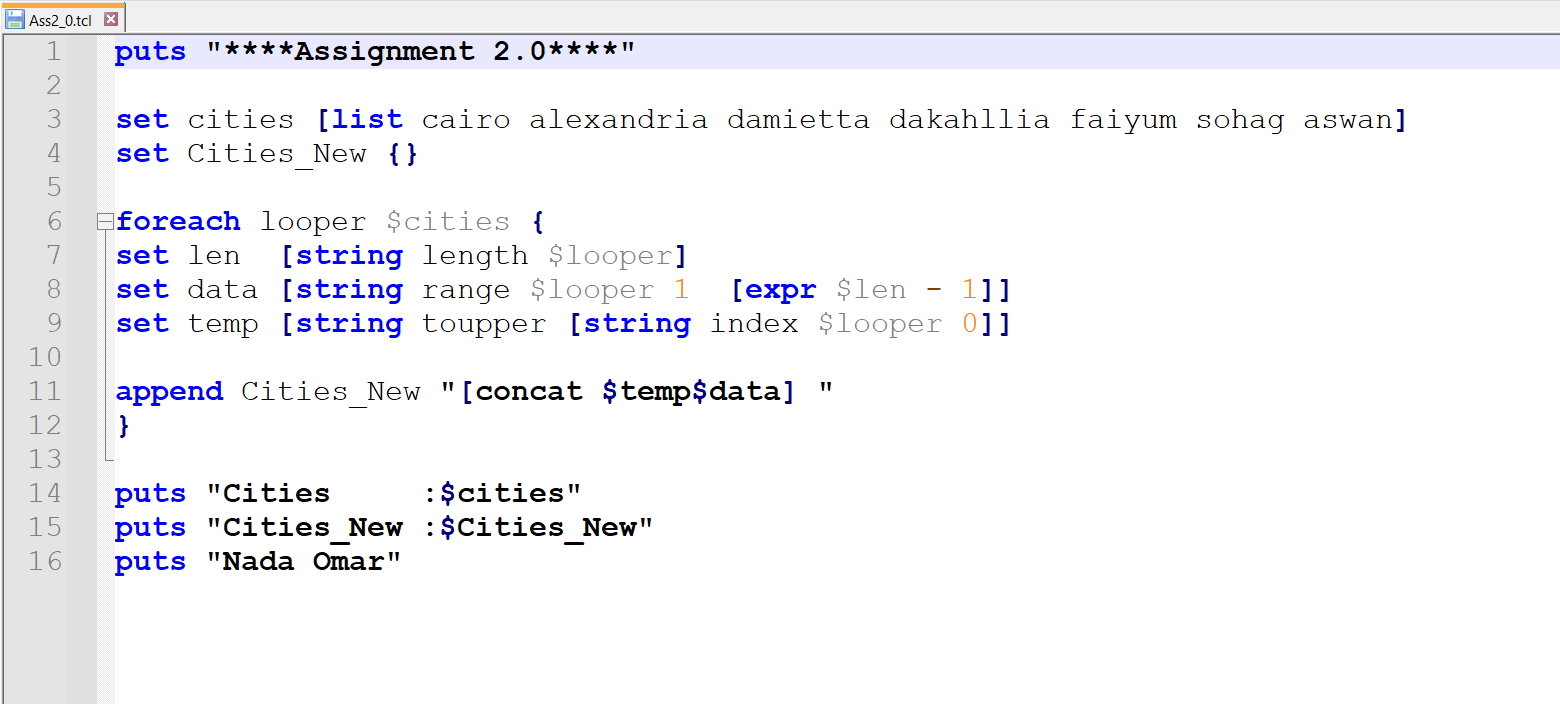 Ass2_0.tcl
1 puts "****Assignment 2.0****"
2
3 set cities [list cairo alexandria damietta dakahllia faiyum sohag aswan]
4 set Cities_New {}
5
6 foreach looper $cities {
7 set len  [string length $looper]
8 set data [string range $looper 1  [expr $len - 1]]
9 set temp [string toupper [string index $looper 0]]
10
11 append Cities_New "[concat $temp$data] "
12 }
13
14 puts "Cities     :$cities"
15 puts "Cities_New :$Cities_New"
16 puts "Nada Omar"